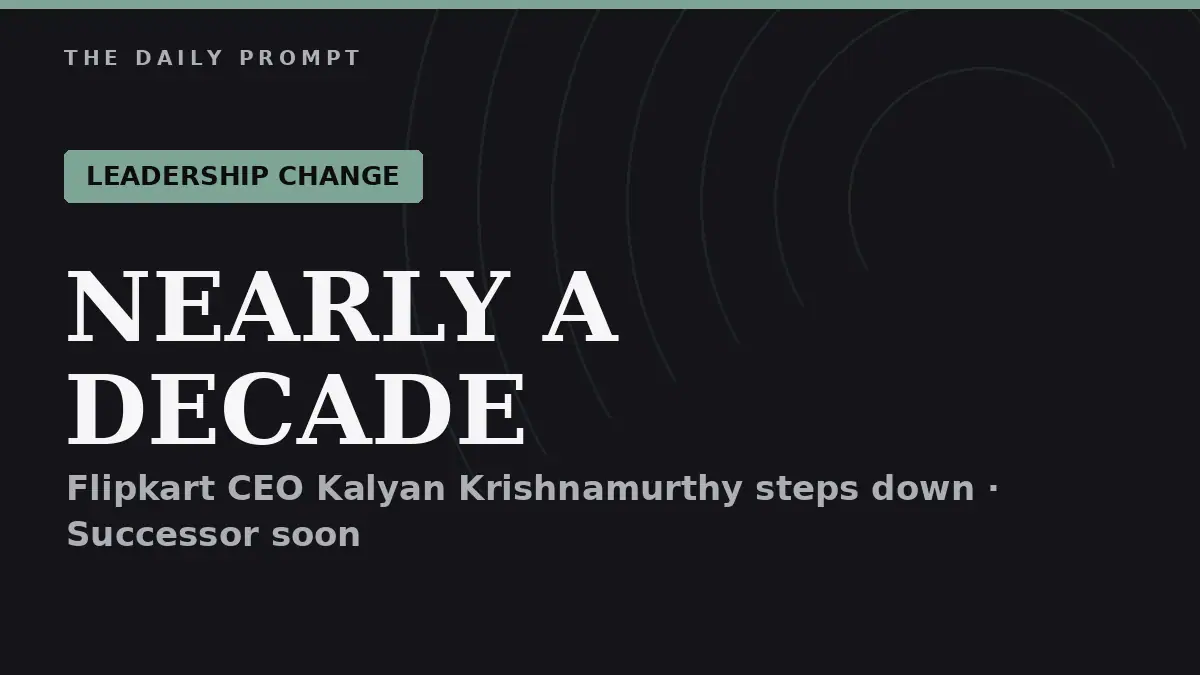 THE DAILY PROMPT
LEADERSHIP CHANGE
NEARLY A
DECADE
Flipkart CEO Kalyan Krishnamurthy steps down ·
Successor soon